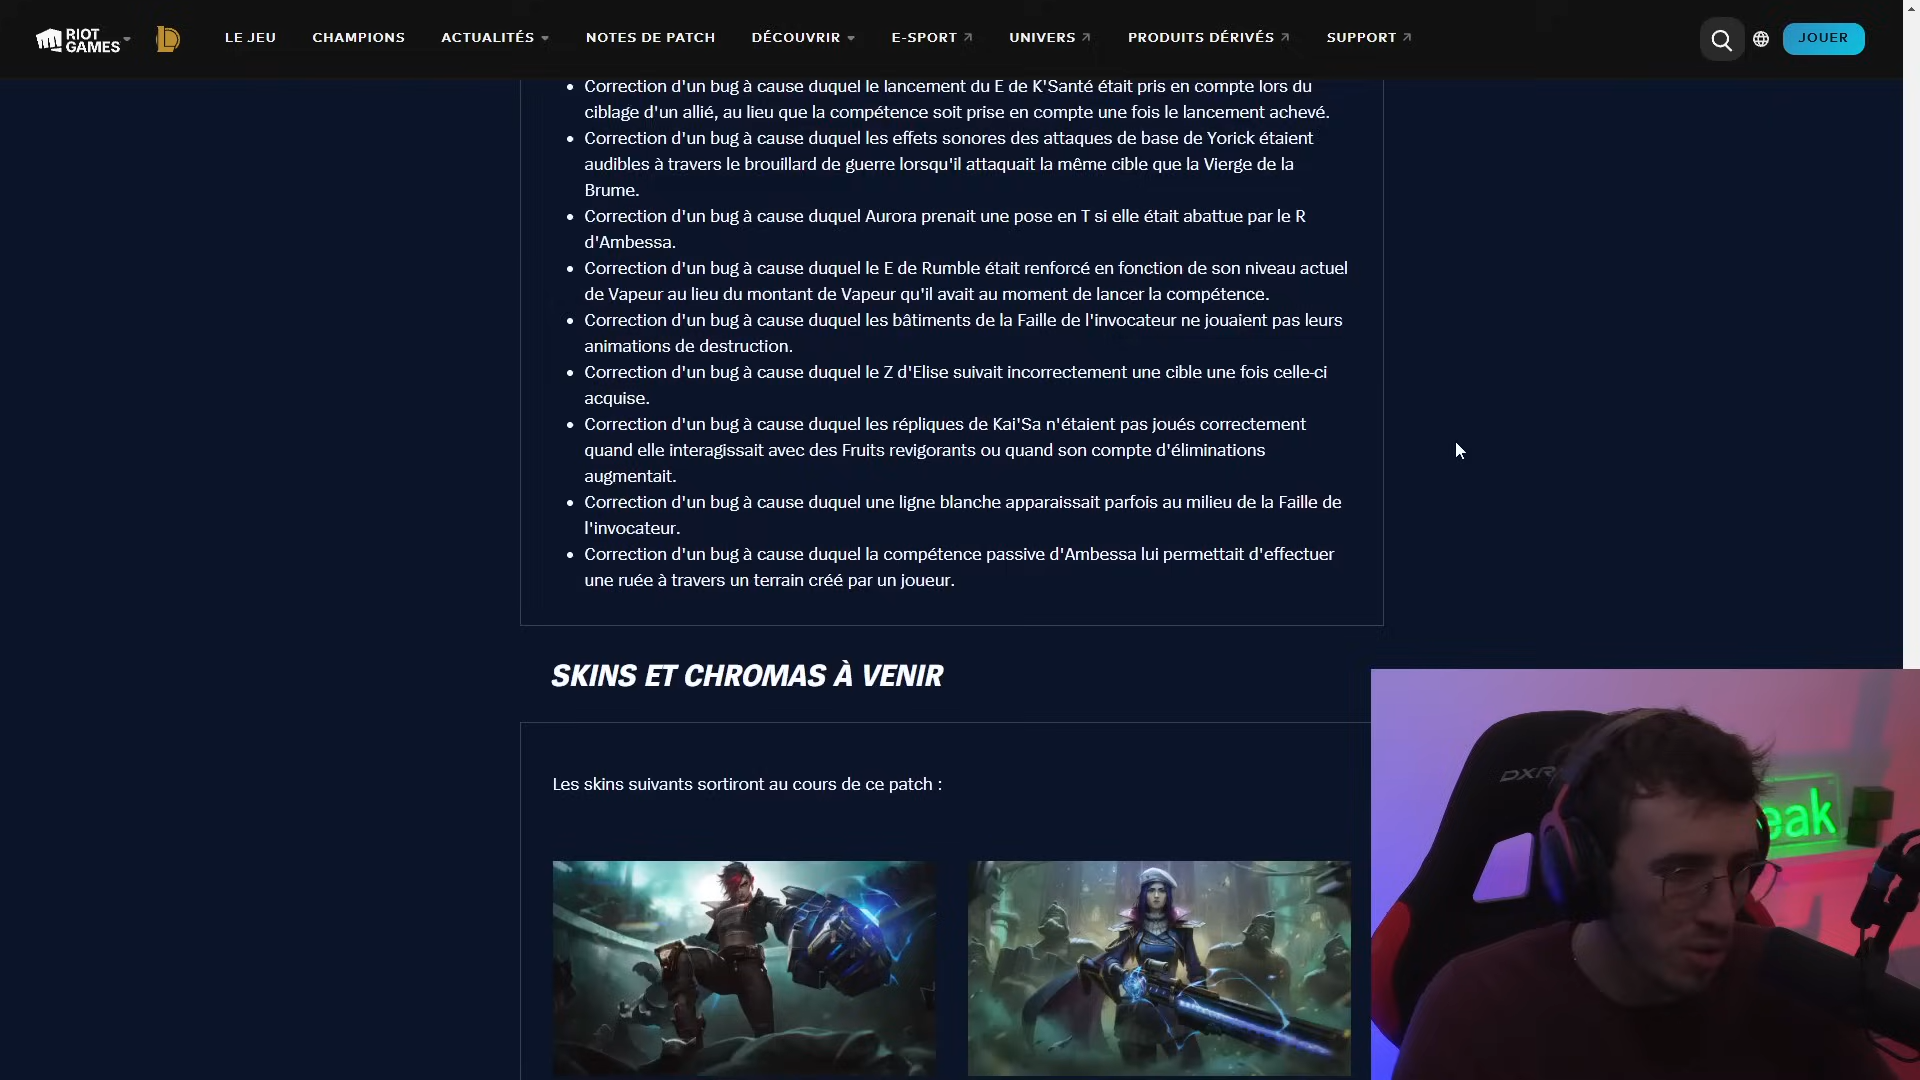 RIOT
GAMES
LE JEU
CHAMPIONS
ACTUALITÉS
NOTES DE PATCH
DÉCOUVRIR
E-SPORT
UNIVERS
PRODUITS DÉRIVÉS
SUPPORT
JOUER
• Correction d'un bug à cause duquel le lancement du E de K'Santé était pris en compte lors du
ciblage d'un allié, au lieu que la compétence soit prise en compte une fois le lancement achevé.
• Correction d'un bug à cause duquel les effets sonores des attaques de base de Yorick étaient
audibles à travers le brouillard de guerre lorsqu'il attaquait la même cible que la Vierge de la
Brume.
• Correction d'un bug à cause duquel Aurora prenait une pose en T si elle était abattue par le R
d'Ambessa.
• Correction d'un bug à cause duquel le E de Rumble était renforcé en fonction de son niveau actuel
de Vapeur au lieu du montant de Vapeur qu'il avait au moment de lancer la compétence.
• Correction d'un bug à cause duquel les bâtiments de la Faille de l'invocateur ne jouaient pas leurs
animations de destruction.
• Correction d'un bug à cause duquel le Z d'Elise suivait incorrectement une cible une fois celle-ci
acquise.
• Correction d'un bug à cause duquel les répliques de Kai'Sa n'étaient pas joués correctement
quand elle interagissait avec des Fruits revigorants ou quand son compte d'éliminations
augmentait.
• Correction d'un bug à cause duquel une ligne blanche apparaissait parfois au milieu de la Faille de
l'invocateur.
• Correction d'un bug à cause duquel la compétence passive d'Ambessa lui permettait d'effectuer
une ruée à travers un terrain créé par un joueur.
SKINS ET CHROMAS À VENIR
Les skins suivants sortiront au cours de ce patch :
DXR
eak